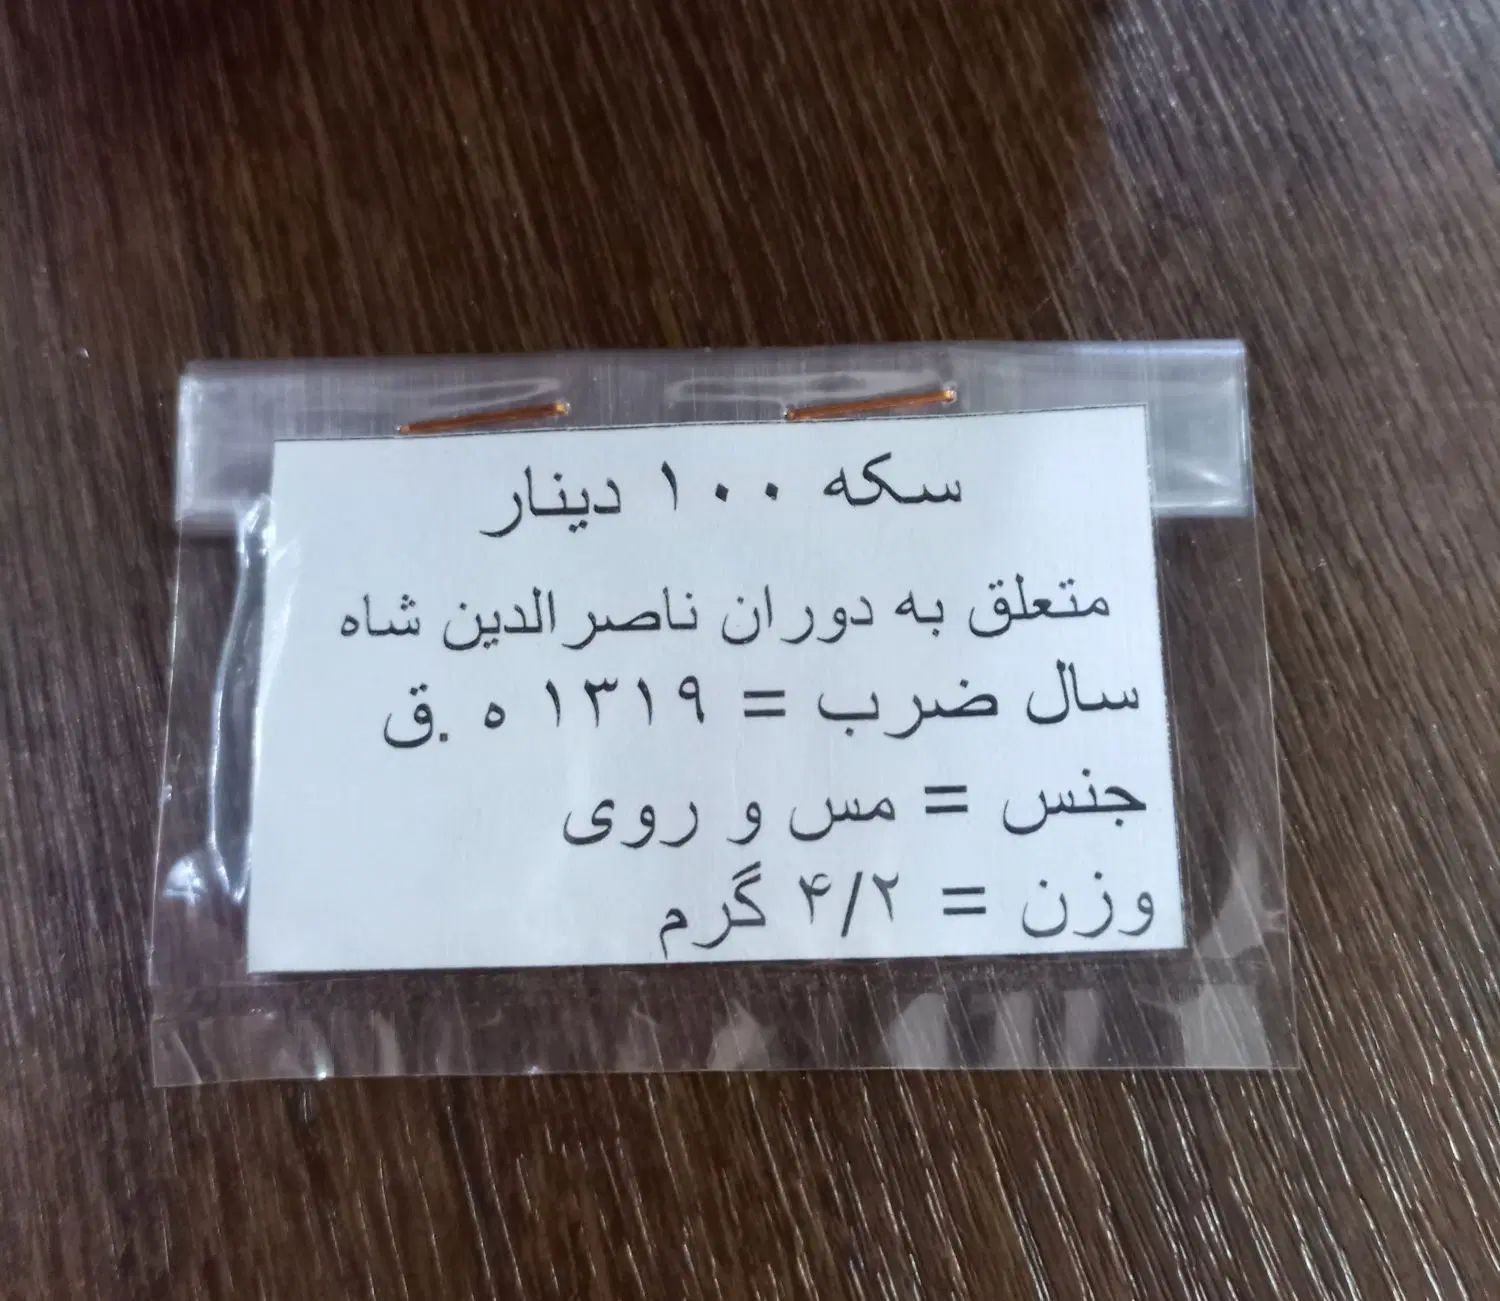 سکه ۱۰۰ دینار
متعلق به دوران ناصرالدین شاه
سال ضرب = ۱۳۱۹ ه .ق
جنس = مس و روی
وزن = ۴/۲ گرم